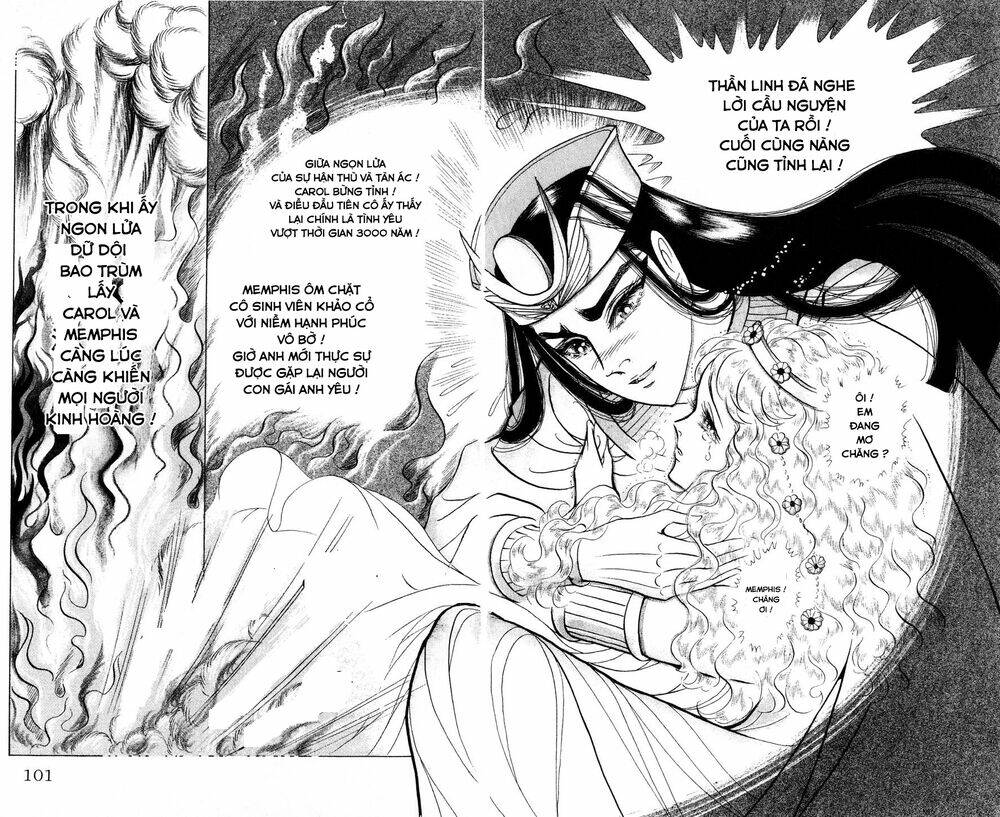 THẦN LINH ĐÃ NGHE
LỜI CẦU NGUYỆN
CỦA TA RỒI !
CUỐI CÙNG NÀNG
CŨNG TỈNH LẠI !
ÔI !
EM
ĐANG
MƠ
CHĂNG ?
MEMPHIS !
CHÀNG
ƠI !
GIỮA NGỌN LỬA
CỦA SỰ HẬN THÙ VÀ TÀN ÁC !
CAROL BỪNG TỈNH !
VÀ ĐIỀU ĐẦU TIÊN CÔ ẤY THẤY
LẠI CHÍNH LÀ TÌNH YÊU
VƯỢT THỜI GIAN 3000 NĂM !
MEMPHIS ÔM CHẶT
CÔ SINH VIÊN KHẢO CỔ
VỚI NIỀM HẠNH PHÚC
VÔ BỜ !
GIỜ ANH MỚI THỰC SỰ
ĐƯỢC GẶP LẠI NGƯỜI
CON GÁI ANH YÊU !
TRONG KHI ẤY
NGỌN LỬA
DỮ DỘI
BAO TRÙM
LẤY
CAROL VÀ
MEMPHIS
CÀNG LÚC
CÀNG KHIẾN
MỌI NGƯỜI
KINH HOÀNG !
101